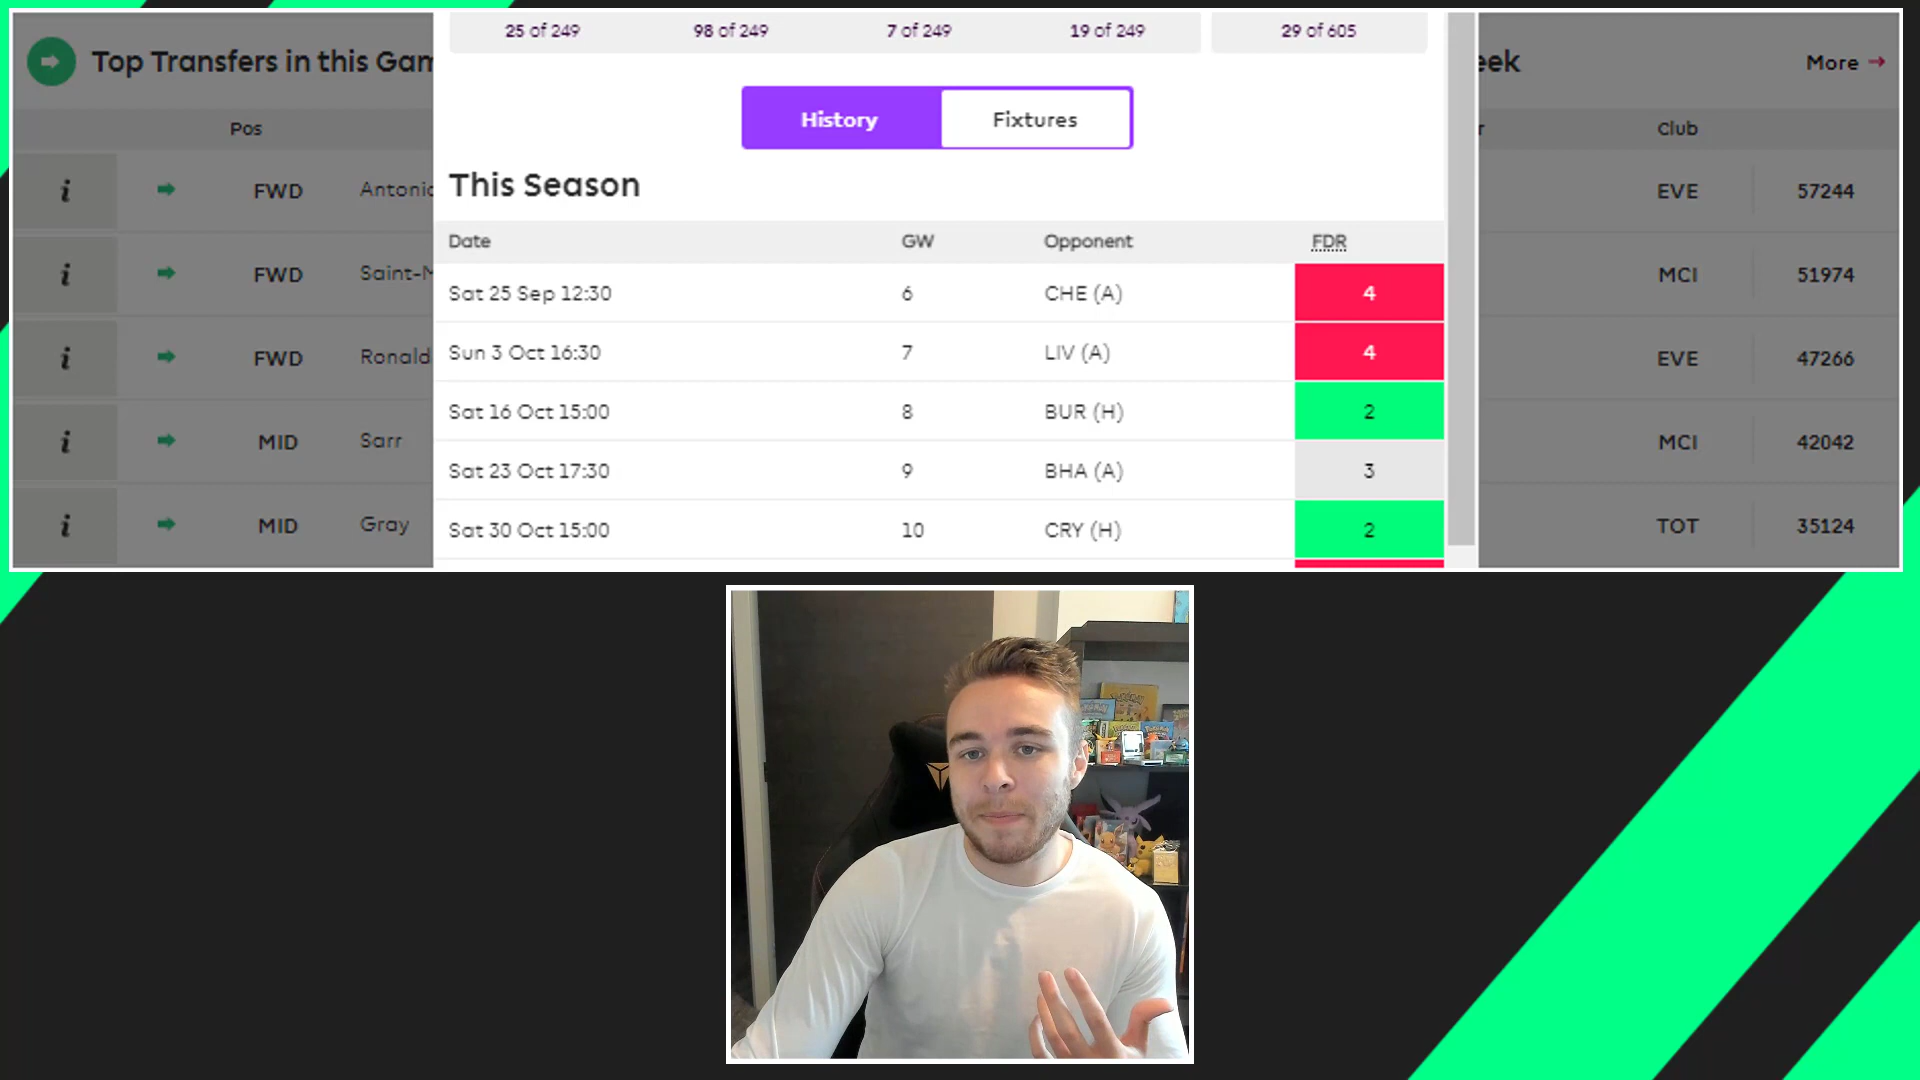 25 of 249 98 of 249 7 of 249 19 of 249 29 of 605
Top Transfers in this Gam
eek
More →
History Fixtures
Pos
Club
This Season
Date GW Opponent FDR
i FWD Antonio
EVE 57244
i FWD Saint-M
MCI 51974
i FWD Ronald
EVE 47266
i MID Sarr
MCI 42042
i MID Gray
TOT 35124
Sat 25 Sep 12:30 6 CHE (A) 4
Sun 3 Oct 16:30 7 LIV (A) 4
Sat 16 Oct 15:00 8 BUR (H) 2
Sat 23 Oct 17:30 9 BHA (A) 3
Sat 30 Oct 15:00 10 CRY (H) 2